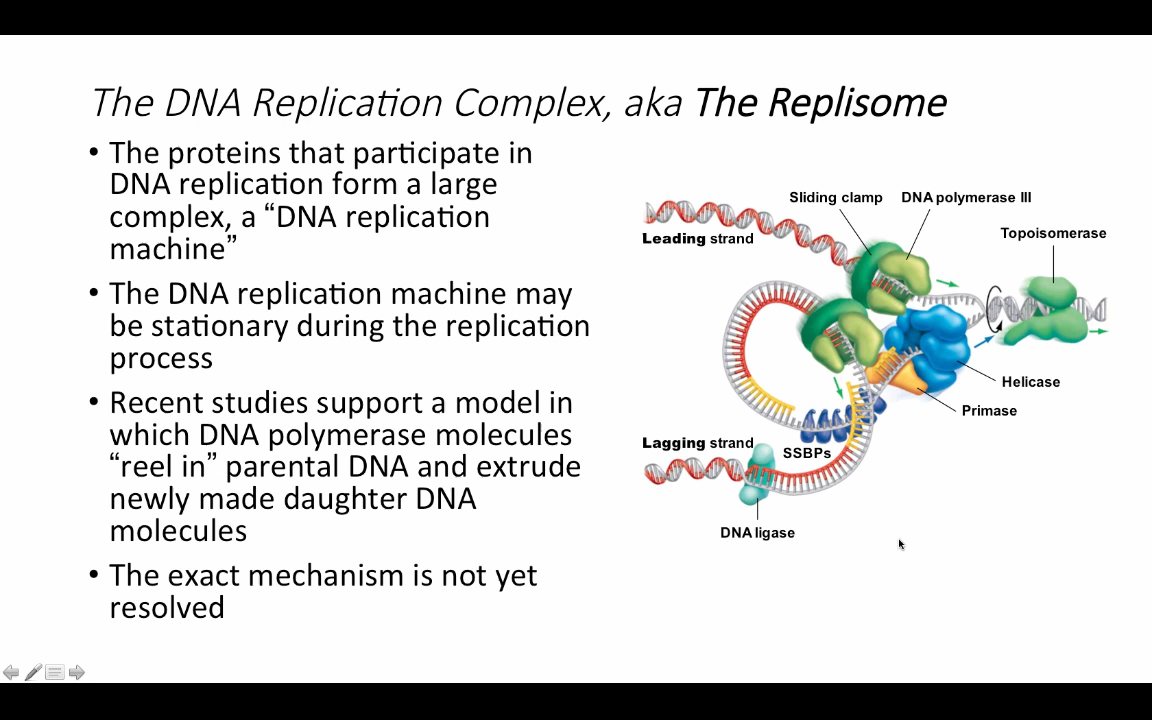 The DNA Replication Complex, aka The Replisome
• The proteins that participate in
DNA replication form a large
complex, a “DNA replication
machine”
• The DNA replication machine may
be stationary during the replication
process
• Recent studies support a model in
which DNA polymerase molecules
“reel in” parental DNA and extrude
newly made daughter DNA
molecules
• The exact mechanism is not yet
resolved
Sliding clamp
DNA polymerase III
Leading strand
Topoisomerase
Helicase
Primase
Lagging strand
SSBPs
DNA ligase